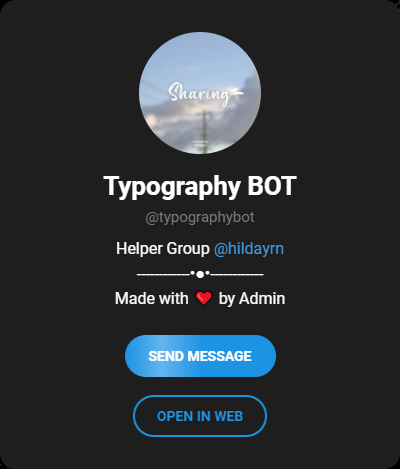 Sharing
Typography BOT
@typographybot
Helper Group @hildayrn
------------•●•------------
Made with ❤️ by Admin
SEND MESSAGE
OPEN IN WEB